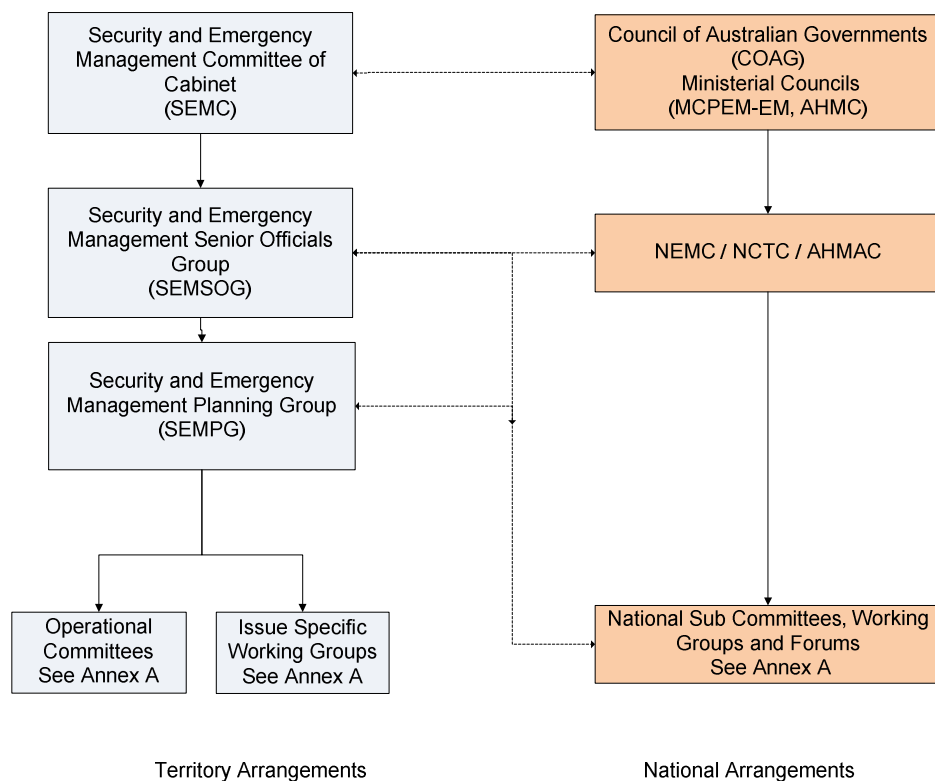 Security and Emergency
Management Committee of
Cabinet
(SEMC)
Council of Australian Governments
(COAG)
Ministerial Councils
(MCPEM-EM, AHMC)
Security and Emergency
Management Senior Officials
Group
(SEMSOG)
NEMC / NCTC / AHMAC
Security and Emergency
Management Planning Group
(SEMPG)
Operational
Committees
See Annex A
Issue Specific
Working Groups
See Annex A
National Sub Committees, Working
Groups and Forums
See Annex A
Territory Arrangements
National Arrangements